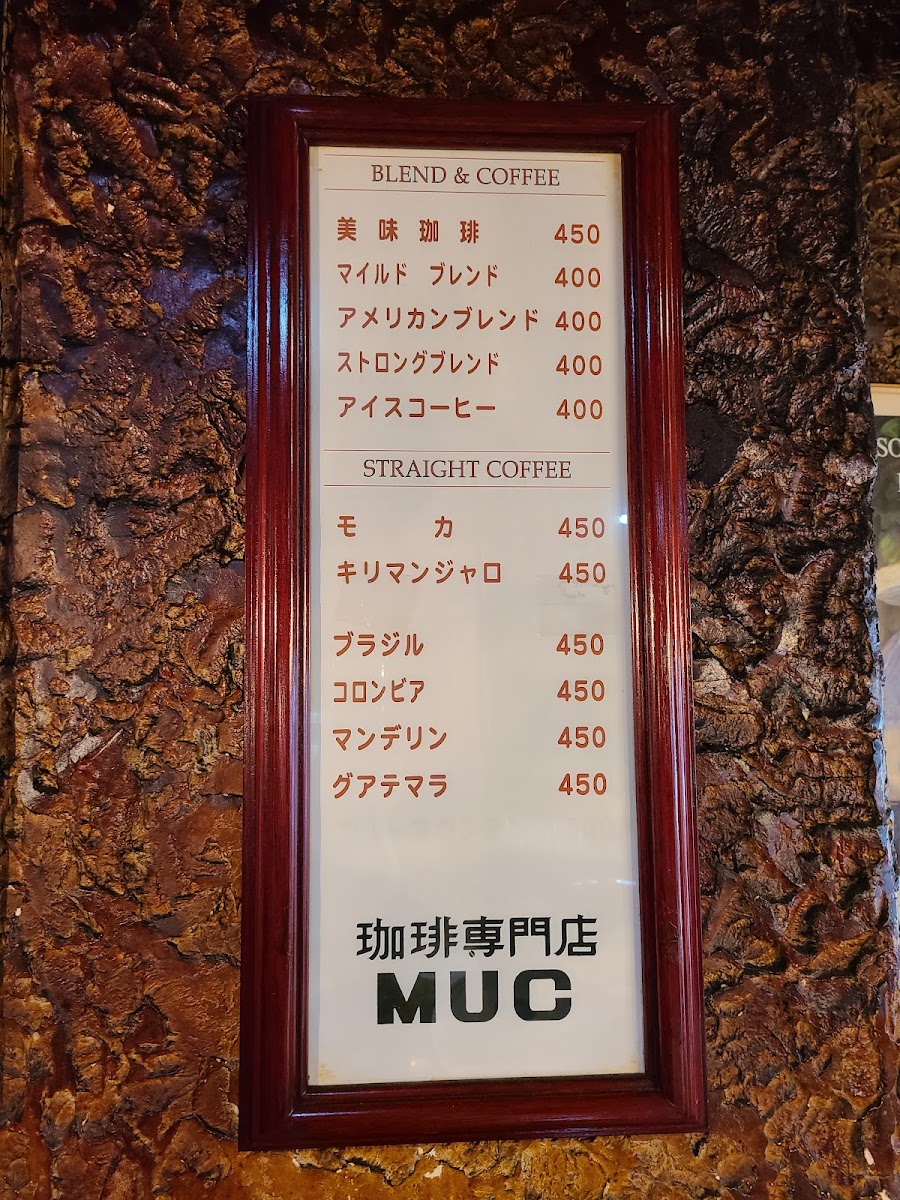 BLEND & COFFEE
美味珈琲 450
マイルド ブレンド 400
アメリカンブレンド 400
ストロングブレンド 400
アイスコーヒー 400
STRAIGHT COFFEE
モカ 450
キリマンジャロ 450
ブラジル 450
コロンビア 450
マンデリン 450
グアテマラ 450
珈琲専門店
MUC